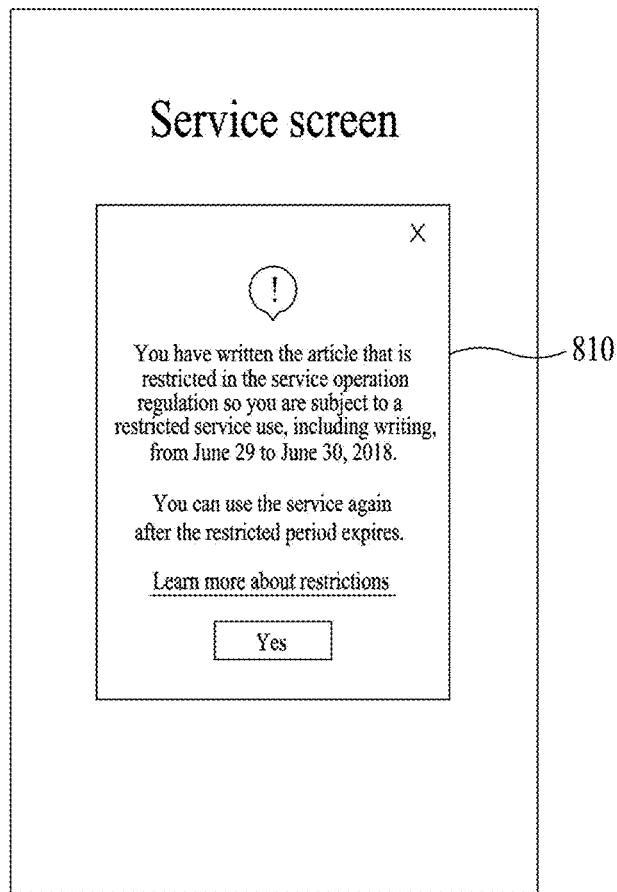 Service screen
X
!
You have written the article that is
restricted in the service operation
regulation so you are subject to a
restricted service use, including writing,
from June 29 to June 30, 2018.
You can use the service again
after the restricted period expires.
Learn more about restrictions
Yes
810